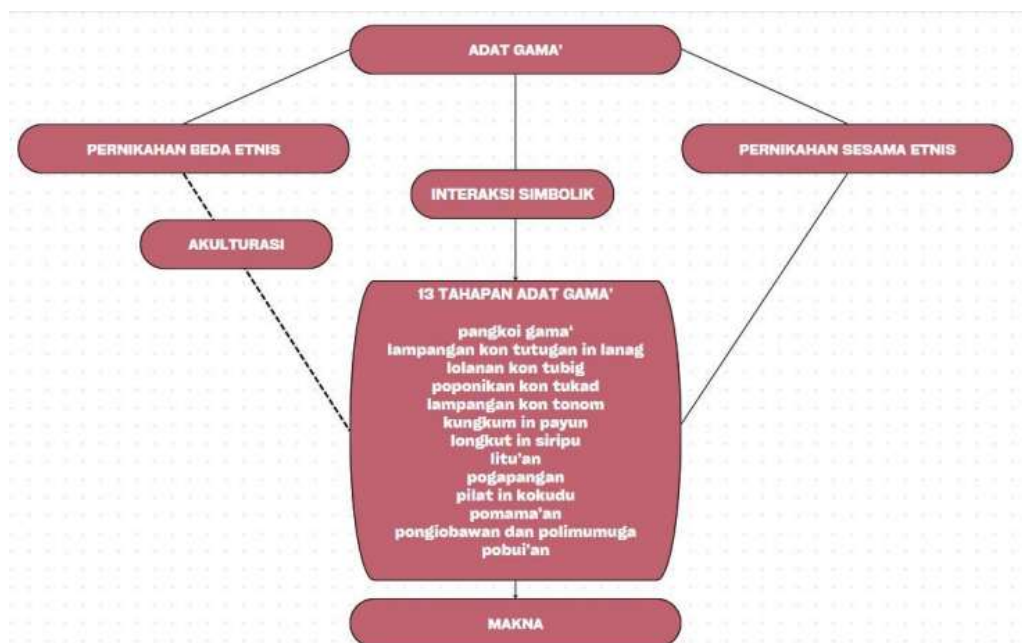 ADAT GAMA'
PERNIKAHAN BEDA ETNIS
PERNIKAHAN SESAMA ETNIS
INTERAKSI SIMBOLIK
AKULTURASI
13 TAHAPAN ADAT GAMA'
pangkoi gama'
lampangan kon tutugan in lanag
lolanan kon tubig
poponikan kon tukad
lampangan kon tonom
kungkum in payun
longkut in siripu
litu'an
pogapangan
pilat in kokudu
pomama'an
pongiobawan dan polimumuga
pobui'an
MAKNA